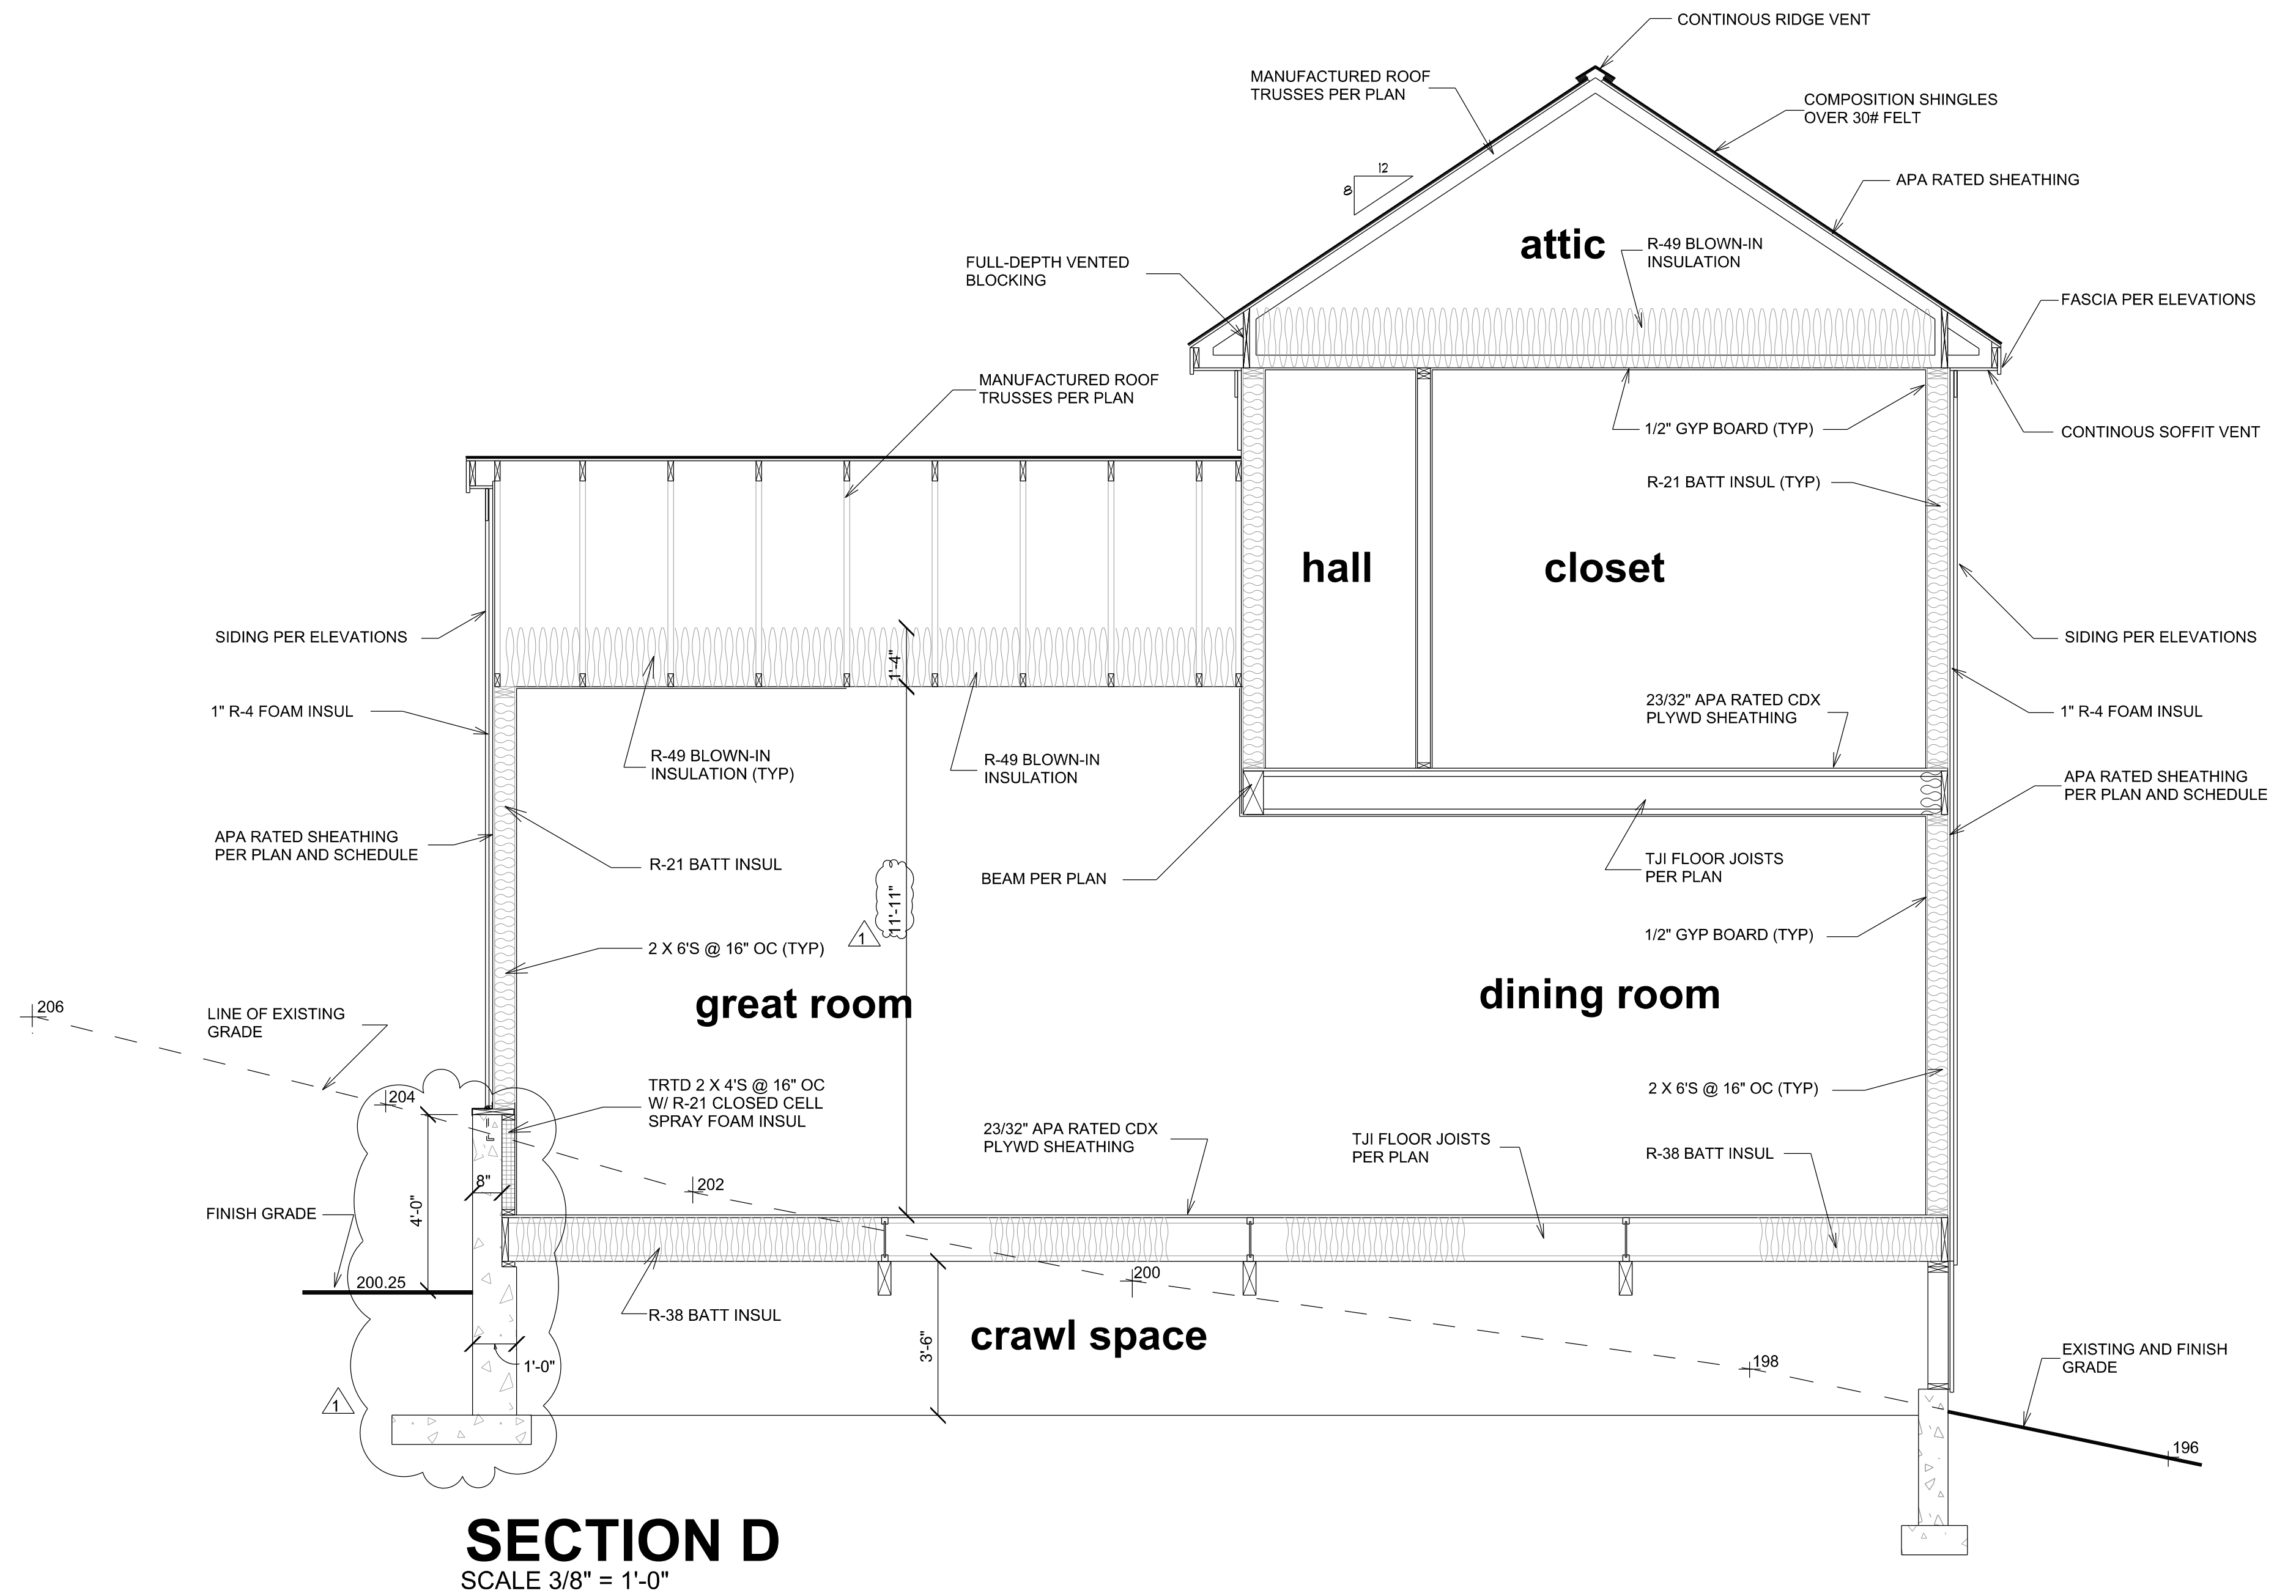 CONTINOUS RIDGE VENT
MANUFACTURED ROOF
TRUSSES PER PLAN
COMPOSITION SHINGLES
OVER 30# FELT
12
8
APA RATED SHEATHING
attic
R-49 BLOWN-IN
INSULATION
FULL-DEPTH VENTED
BLOCKING
FASCIA PER ELEVATIONS
MANUFACTURED ROOF
TRUSSES PER PLAN
1/2" GYP BOARD (TYP)
CONTINOUS SOFFIT VENT
R-21 BATT INSUL (TYP)
hall
closet
SIDING PER ELEVATIONS
1'-4"
SIDING PER ELEVATIONS
1" R-4 FOAM INSUL
23/32" APA RATED CDX
PLYWD SHEATHING
1" R-4 FOAM INSUL
R-49 BLOWN-IN
INSULATION (TYP)
R-49 BLOWN-IN
INSULATION
APA RATED SHEATHING
PER PLAN AND SCHEDULE
APA RATED SHEATHING
PER PLAN AND SCHEDULE
R-21 BATT INSUL
BEAM PER PLAN
TJI FLOOR JOISTS
PER PLAN
11'-11"
1
2 X 6'S @ 16" OC (TYP)
1/2" GYP BOARD (TYP)
great room
dining room
206
LINE OF EXISTING
GRADE
204
TRTD 2 X 4'S @ 16" OC
W/ R-21 CLOSED CELL
SPRAY FOAM INSUL
2 X 6'S @ 16" OC (TYP)
23/32" APA RATED CDX
PLYWD SHEATHING
TJI FLOOR JOISTS
PER PLAN
R-38 BATT INSUL
8"
202
4'-0"
FINISH GRADE
200.25
200
R-38 BATT INSUL
crawl space
3'-6"
1'-0"
198
EXISTING AND FINISH
GRADE
1
196
SECTION D
SCALE 3/8" = 1'-0"